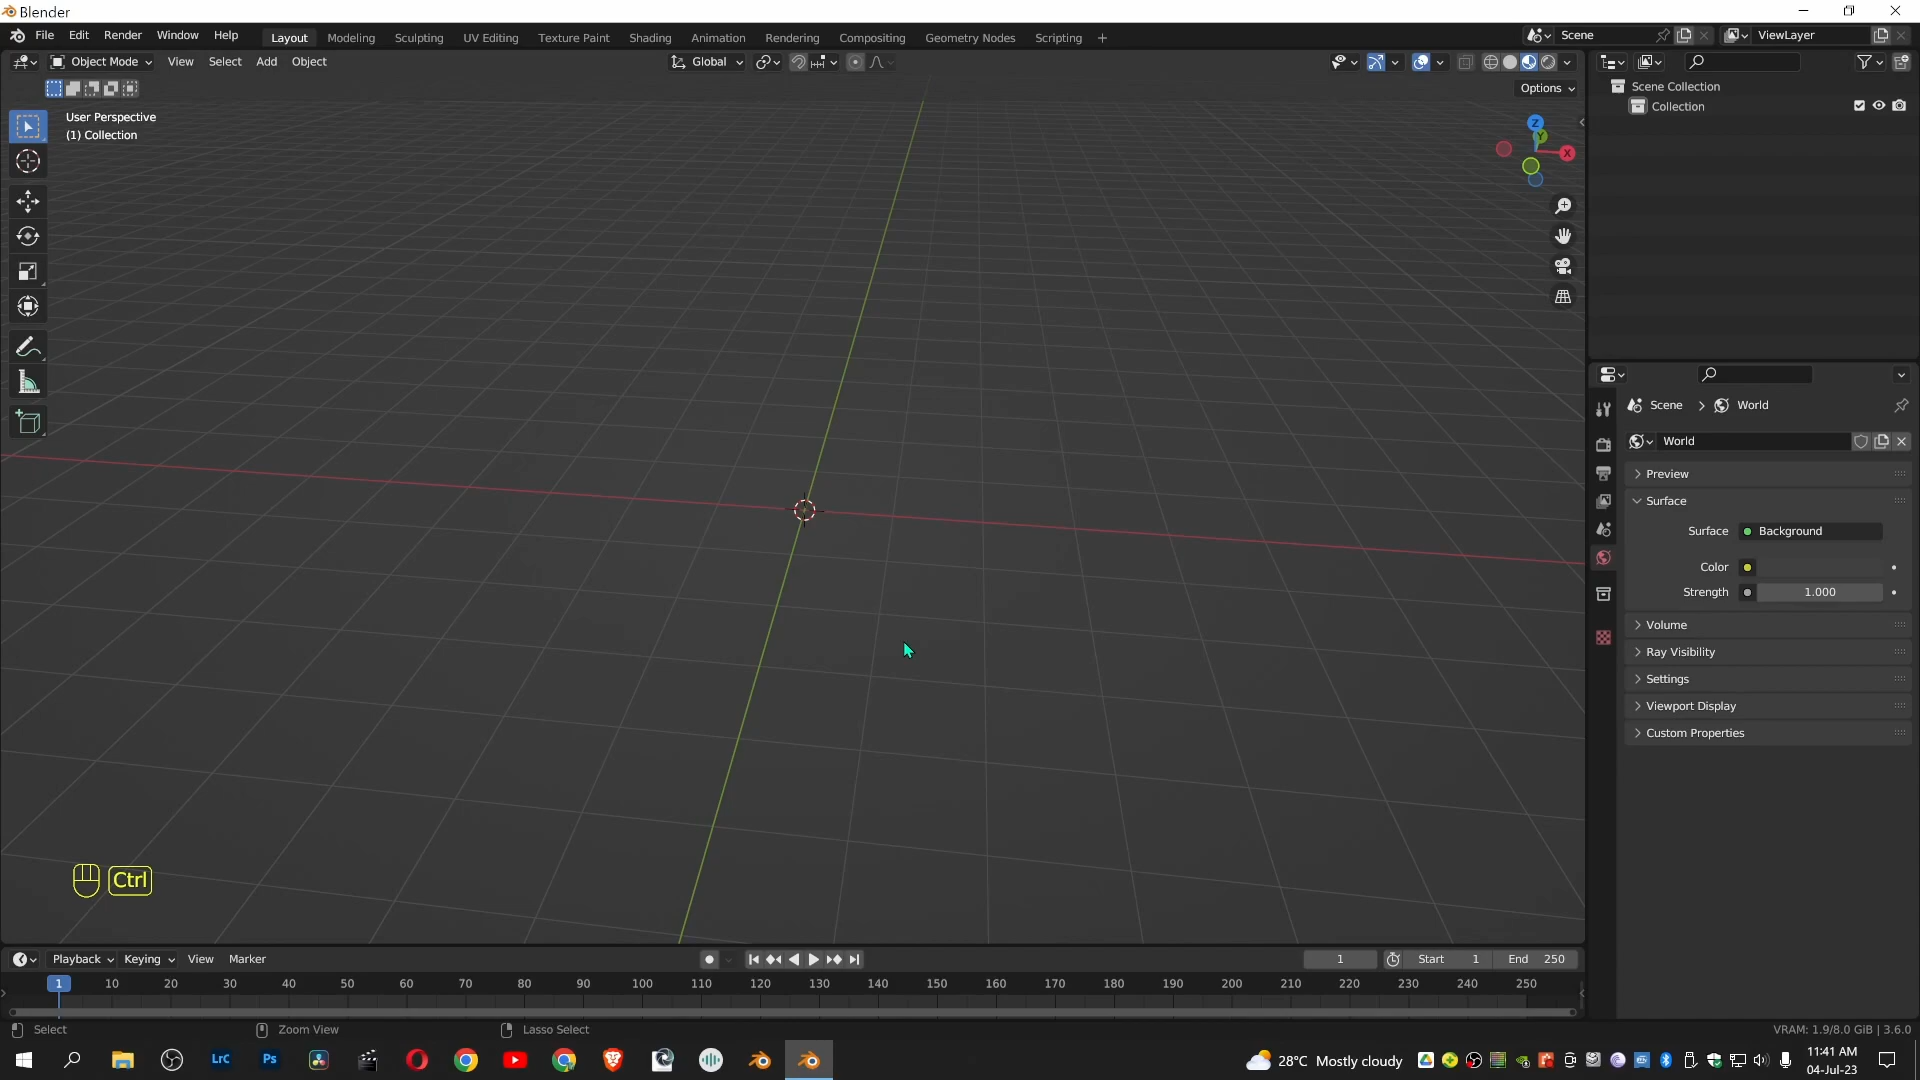 Blender
File Edit Render Window Help Layout Modeling Sculpting UV Editing Texture Paint Shading Animation Rendering Compositing Geometry Nodes Scripting + Scene ViewLayer
Object Mode View Select Add Object Global
Options
User Perspective
(1) Collection
Z
Y
X
Scene Collection
Collection
Scene > World
World
Preview
Surface
Surface Background
Color
Strength 1.000
Volume
Ray Visibility
Settings
Viewport Display
Custom Properties
Ctrl
Playback Keying View Marker 1 Start 1 End 250
1 10 20 30 40 50 60 70 80 90 100 110 120 130 140 150 160 170 180 190 200 210 220 230 240 250
Select Zoom View Lasso Select VRAM: 1.9/8.0 GiB | 3.6.0
LrC Ps 28°C Mostly cloudy 11:41 AM
04-Jul-23